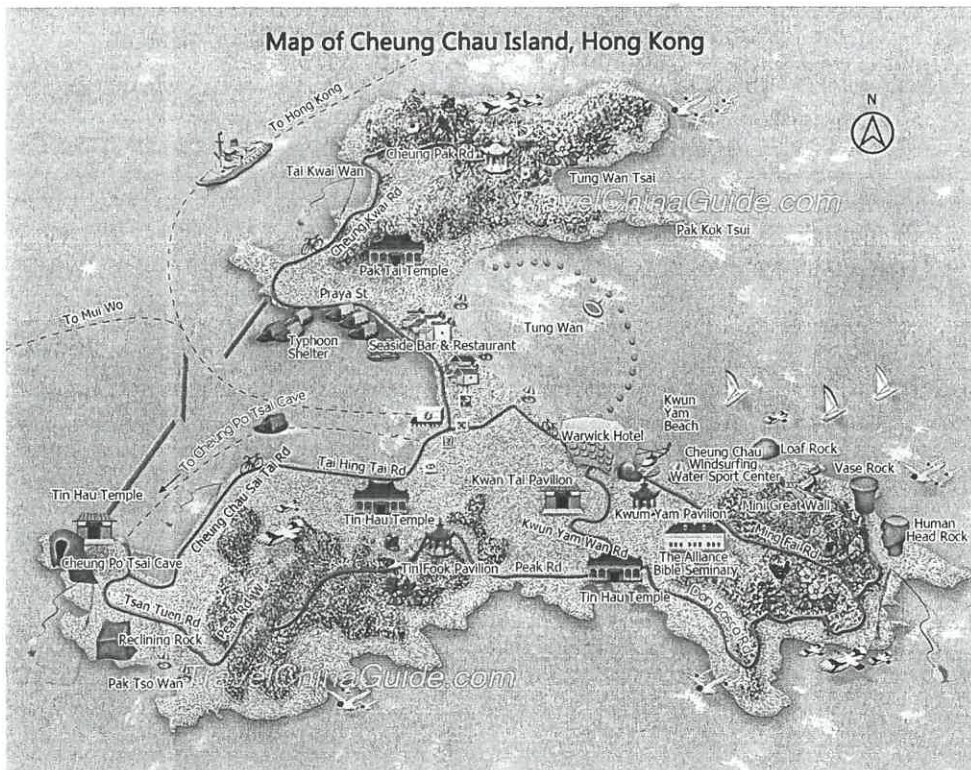 Map of Cheung Chau Island, Hong Kong
N
To Hong Kong
Cheung Pak Rd
Tai Kwai Wan
Tung Wan Tsai
TravelChinaGuide.com
Cheung Kwai Rd
Pak Kok Tsui
Pak Tai Temple
Praya St
To Mui Wo
Tung Wan
Typhoon
Shelter
Seaside Bar & Restaurant
To Cheung Po Tsai Cave
Kwun
Yam
Beach
Warwick Hotel
Cheung Chau
Windsurfing
Water Sport Center
Loaf Rock
Vase Rock
Tai Hing Tai Rd
Kwan Tai Pavilion
Tin Hau Temple
Cheung Chau Sai Tai Rd
Tin Hau Temple
Kwum Yam Pavilion
Mini Great Wall
Human
Head Rock
Kwun Yam Wan Rd
Ming Fai Rd
The Alliance
Bible Seminary
Cheung Po Tsai Cave
Tin Fook Pavilion
Peak Rd
Tin Hau Temple
Tsan Tuen Rd
Peak Rd W
Don Bosco Rd
Reclining Rock
Pak Tso Wan
TravelChinaGuide.com